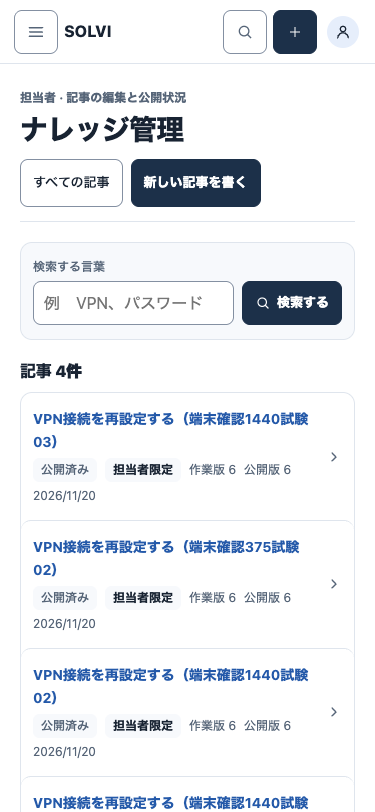 SOLVI
担当者 · 記事の編集と公開状況
ナレッジ管理
すべての記事
新しい記事を書く
検索する言葉
例　VPN、パスワード
検索する
記事 4件
VPN接続を再設定する（端末確認1440試験
03）
公開済み 担当者限定 作業版 6 公開版 6
2026/11/20
VPN接続を再設定する（端末確認375試験
02）
公開済み 担当者限定 作業版 6 公開版 6
2026/11/20
VPN接続を再設定する（端末確認1440試験
02）
公開済み 担当者限定 作業版 6 公開版 6
2026/11/20
VPN接続を再設定する（端末確認1440試験